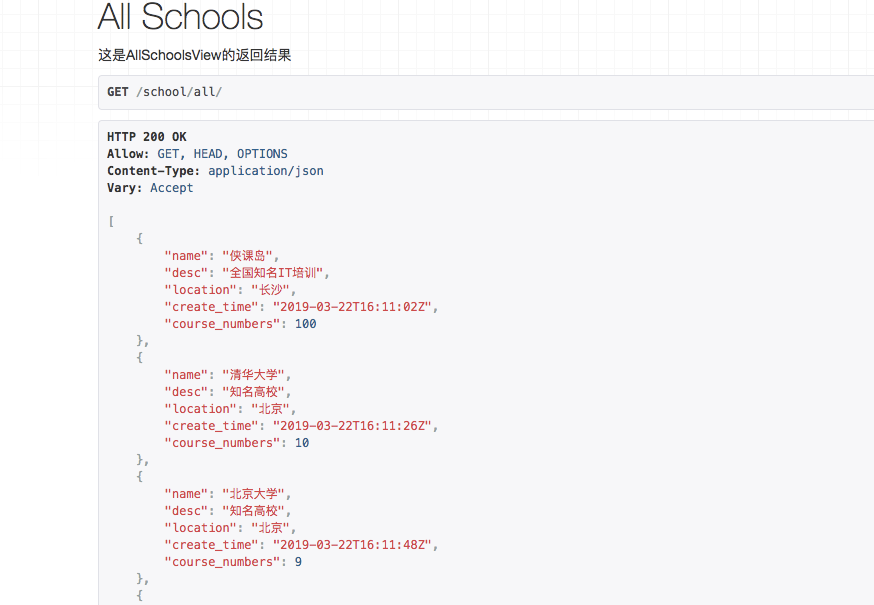 All Schools
这是AllSchoolsView的返回结果
GET /school/all/
HTTP 200 OK
Allow: GET, HEAD, OPTIONS
Content-Type: application/json
Vary: Accept
[
{
"name": "侠课岛",
"desc": "全国知名IT培训",
"location": "长沙",
"create_time": "2019-03-22T16:11:02Z",
"course_numbers": 100
},
{
"name": "清华大学",
"desc": "知名高校",
"location": "北京",
"create_time": "2019-03-22T16:11:26Z",
"course_numbers": 10
},
{
"name": "北京大学",
"desc": "知名高校",
"location": "北京",
"create_time": "2019-03-22T16:11:48Z",
"course_numbers": 9
},
{